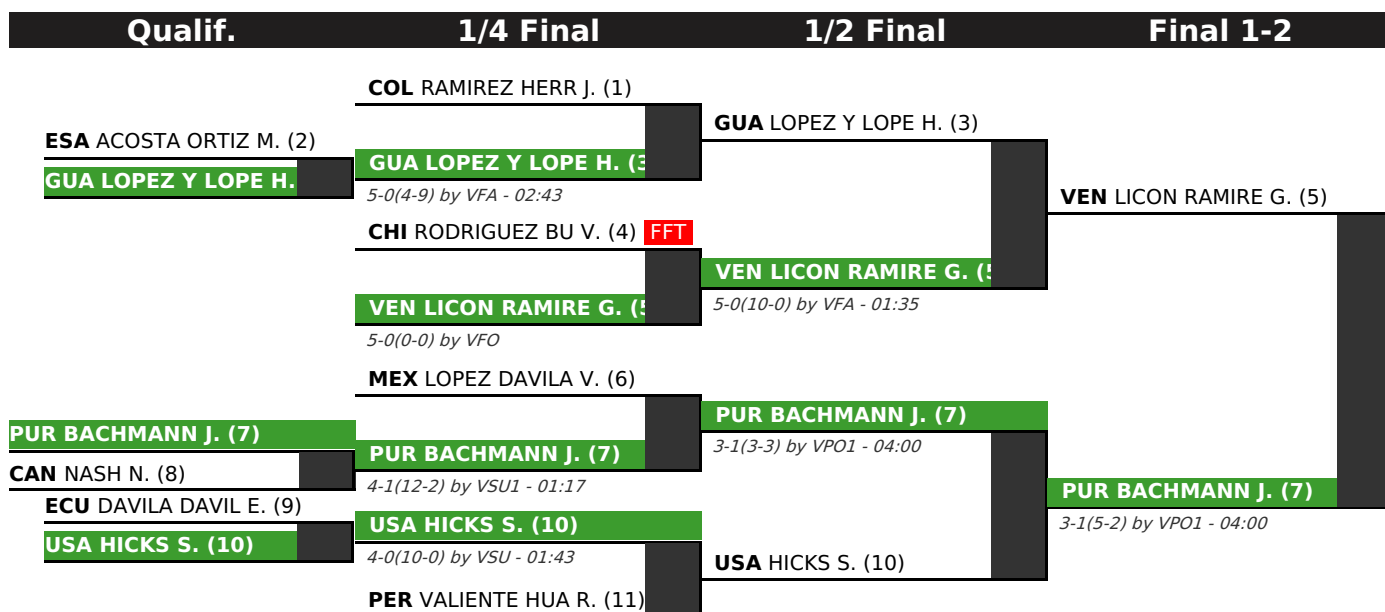 Qualif. 1/4 Final 1/2 Final Final 1-2
COL RAMIREZ HERR J. (1)
GUA LOPEZ Y LOPE H. (3)
ESA ACOSTA ORTIZ M. (2)
GUA LOPEZ Y LOPE H. (3
GUA LOPEZ Y LOPE H.
5-0(4-9) by VFA - 02:43
VEN LICON RAMIRE G. (5)
CHI RODRIGUEZ BU V. (4) FFT
VEN LICON RAMIRE G. (5
VEN LICON RAMIRE G. (5
5-0(10-0) by VFA - 01:35
5-0(0-0) by VFO
MEX LOPEZ DAVILA V. (6)
PUR BACHMANN J. (7)
3-1(3-3) by VPO1 - 04:00
PUR BACHMANN J. (7)
CAN NASH N. (8)
PUR BACHMANN J. (7)
4-1(12-2) by VSU1 - 01:17
PUR BACHMANN J. (7)
3-1(5-2) by VPO1 - 04:00
ECU DAVILA DAVIL E. (9)
USA HICKS S. (10)
USA HICKS S. (10)
4-0(10-0) by VSU - 01:43
USA HICKS S. (10)
PER VALIENTE HUA R. (11)